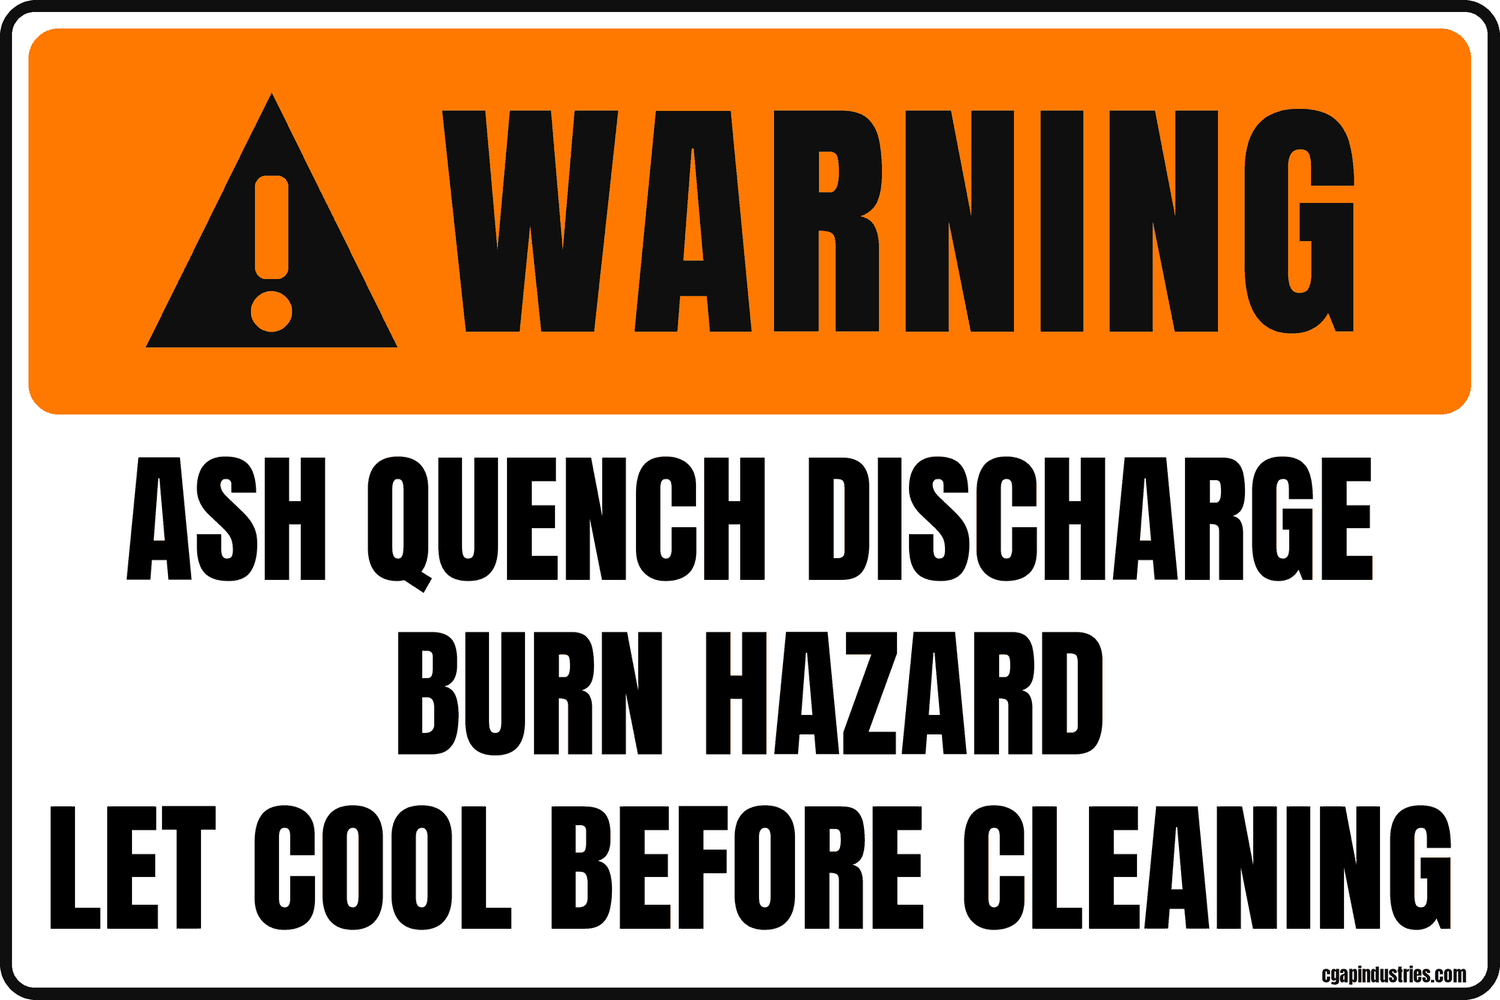 WARNING
ASH QUENCH DISCHARGE
BURN HAZARD
LET COOL BEFORE CLEANING
cgapindustries.com